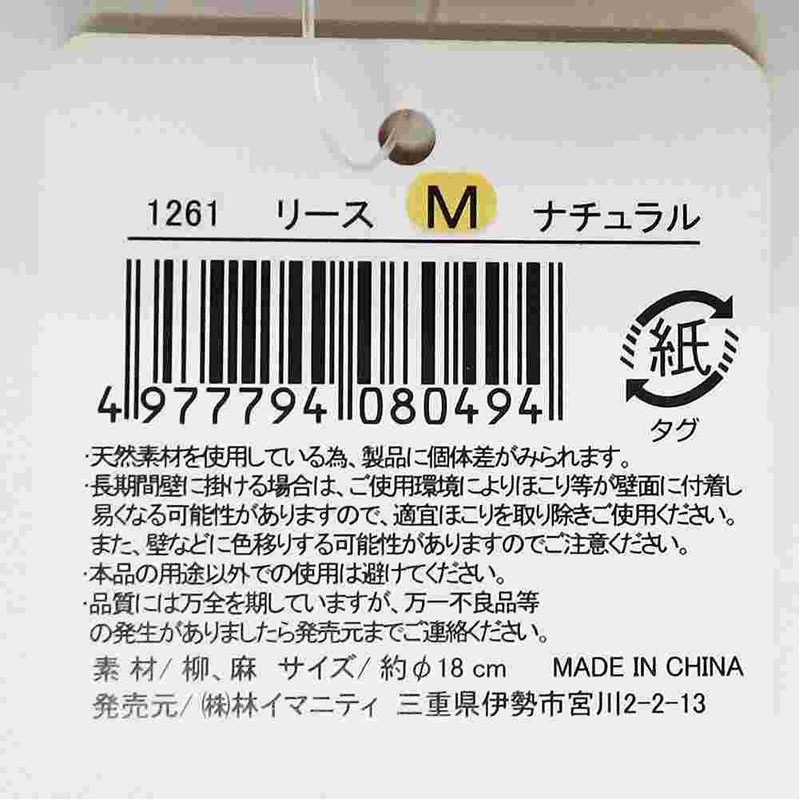 1261 リース M ナチュラル
4 977794 080494
紙
タグ
・天然素材を使用している為、製品に個体差がみられます。
・長期間壁に掛ける場合は、ご使用環境によりほこり等が壁面に付着し
易くなる可能性がありますので、適宜ほこりを取り除きご使用ください。
また、壁などに色移りする可能性がありますのでご注意ください。
・本品の用途以外での使用は避けてください。
・品質には万全を期していますが、万一不良品等
の発生がありましたら発売元までご連絡ください。
素 材/ 柳、麻 サイズ/ 約φ18 cm MADE IN CHINA
発売元/ ㈱林イマニティ 三重県伊勢市宮川2-2-13